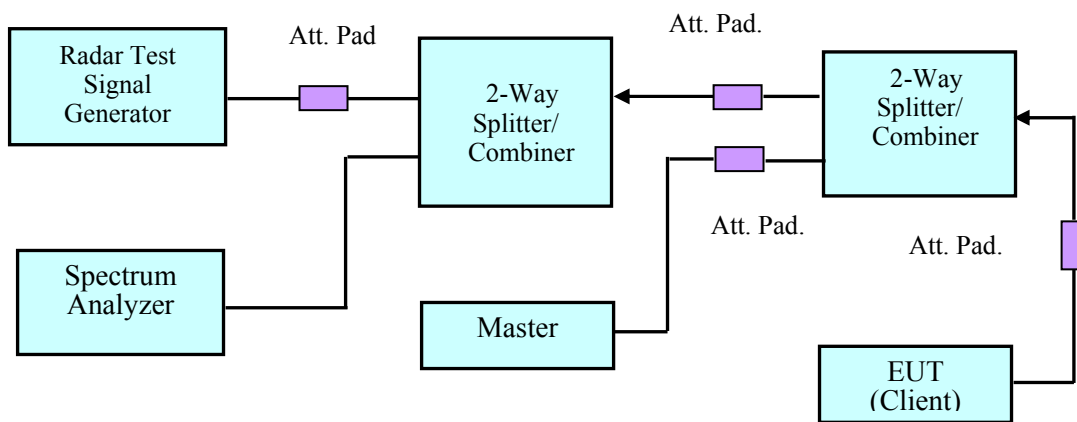 Radar Test
Signal
Generator
Att. Pad
2-Way
Splitter/
Combiner
Att. Pad.
2-Way
Splitter/
Combiner
Att. Pad.
Att. Pad.
Spectrum
Analyzer
Master
EUT
(Client)